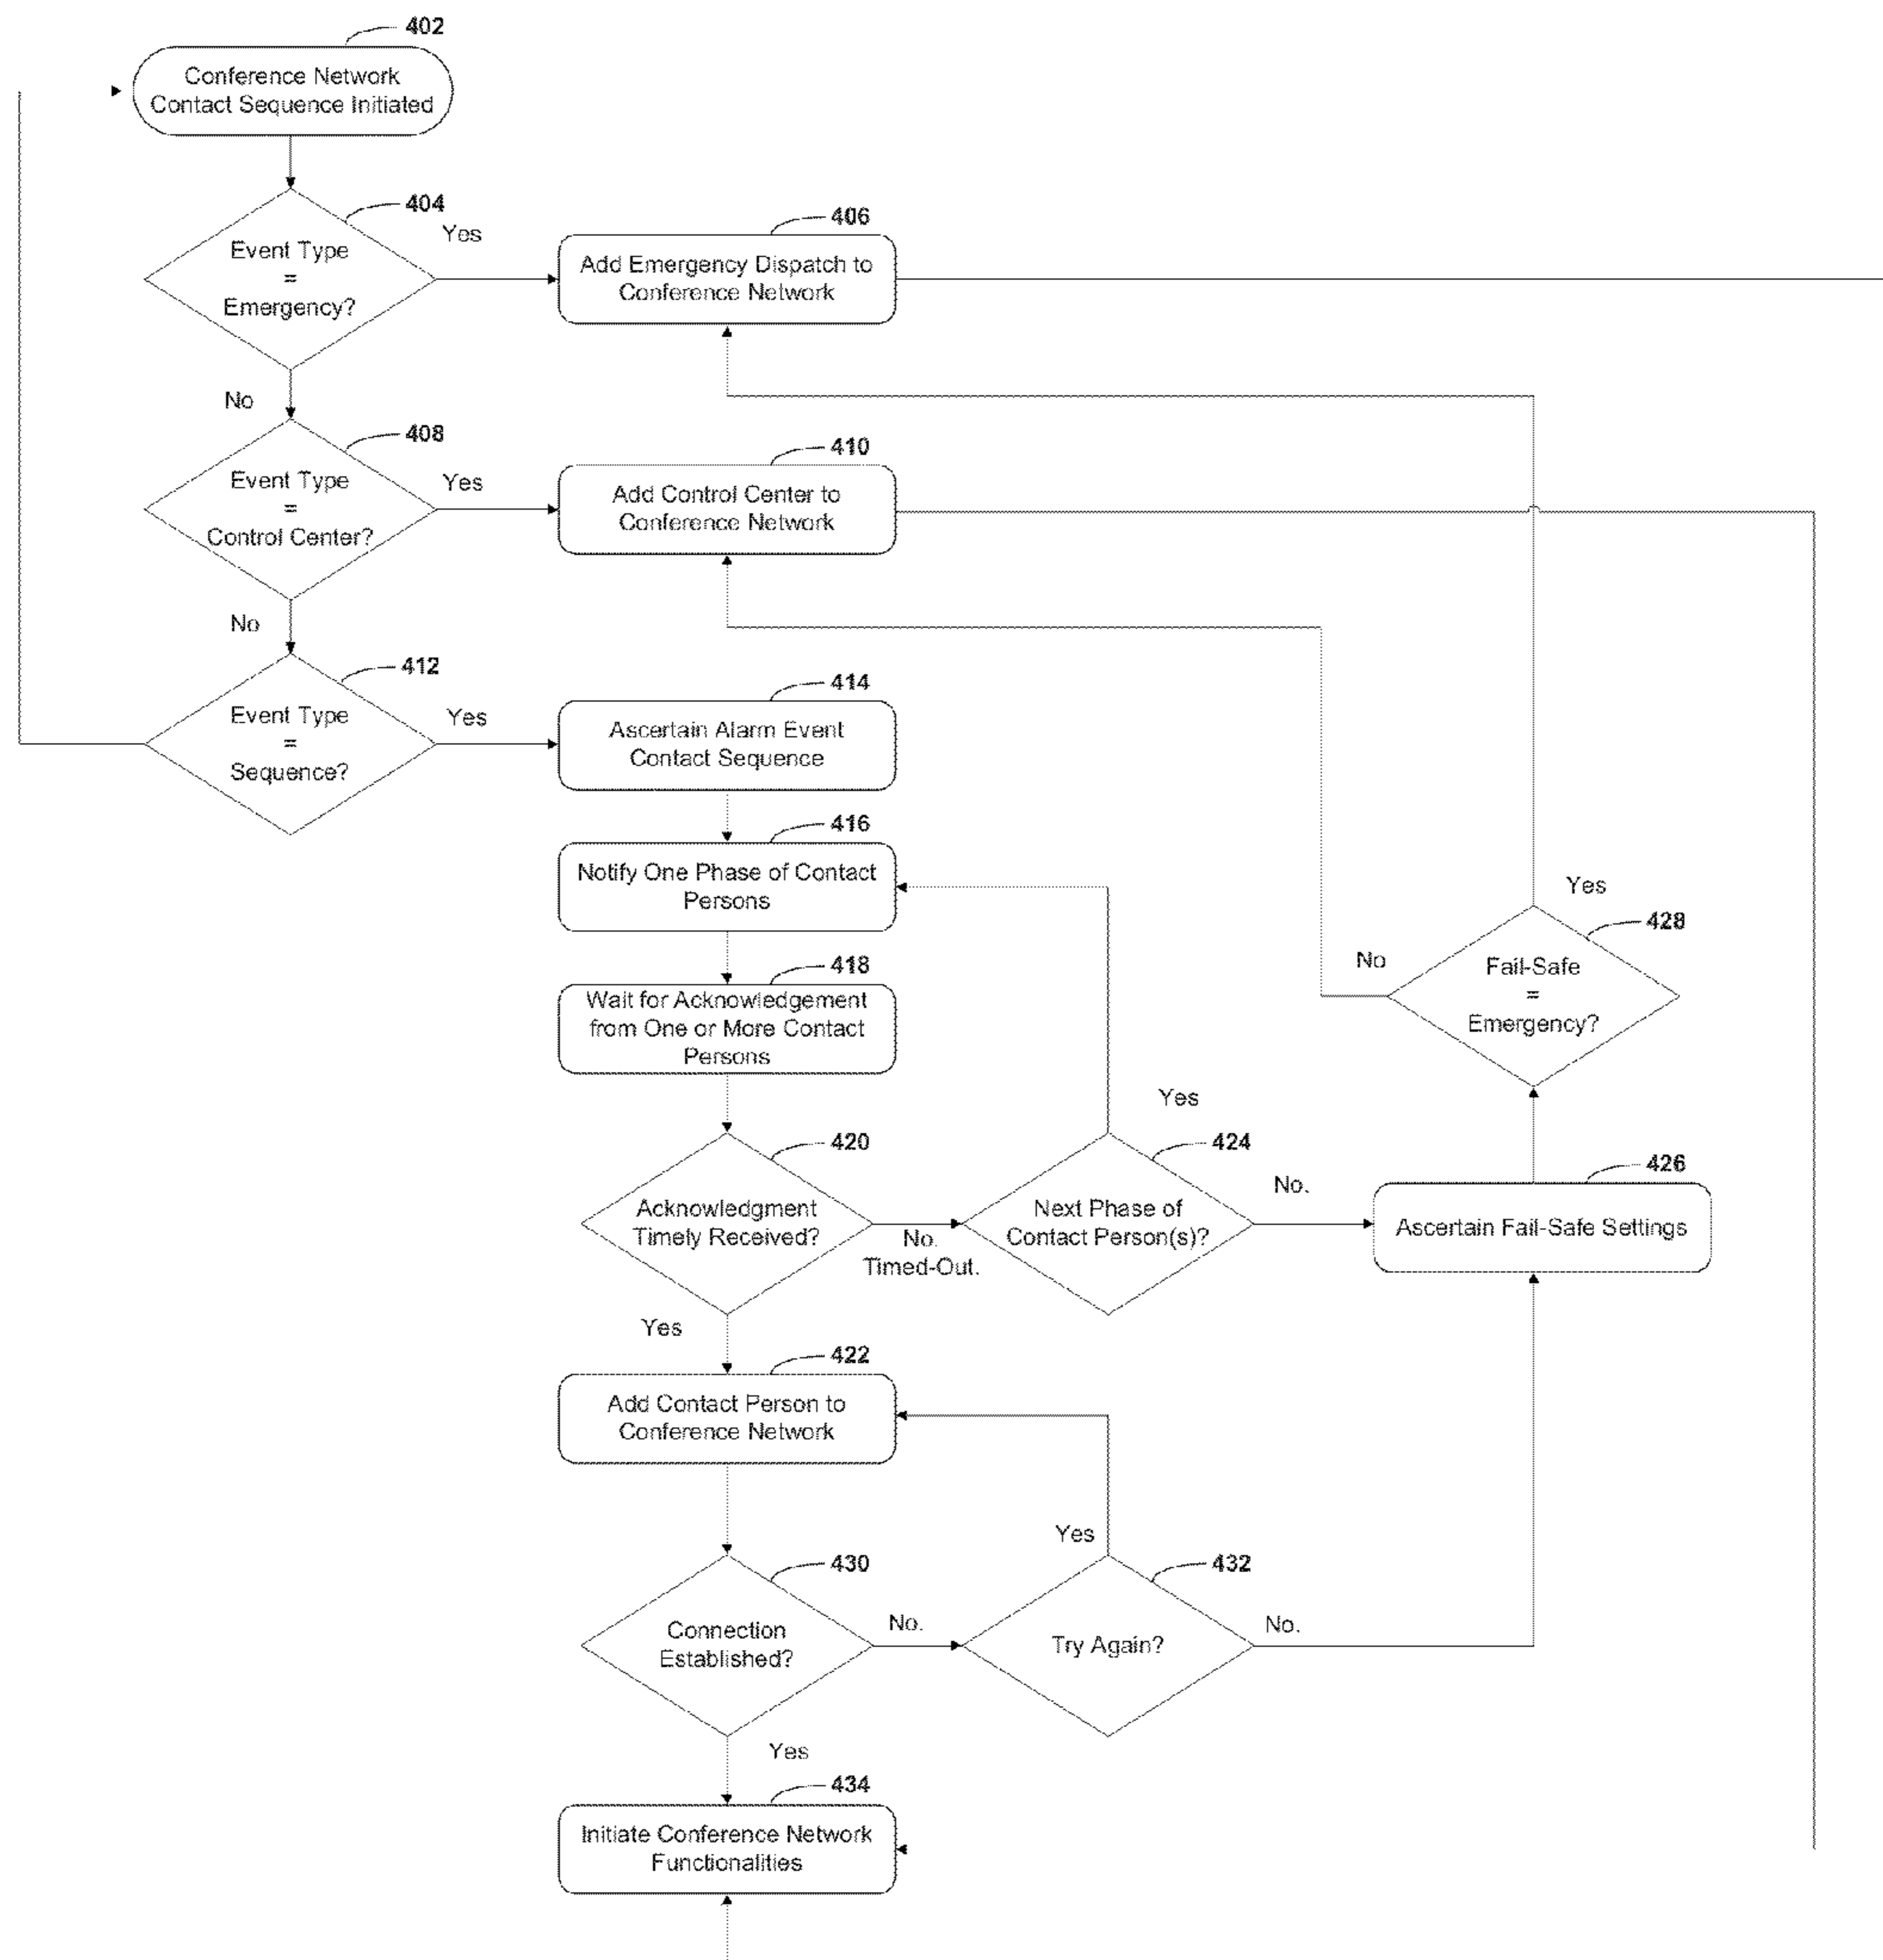 402
Conference Network
Contact Sequence Initiated
404
Event Type
=
Emergency?
Yes
No
406
Add Emergency Dispatch to
Conference Network
408
Event Type
=
Control Center?
Yes
No
410
Add Control Center to
Conference Network
412
Event Type
=
Sequence?
Yes
414
Ascertain Alarm Event
Contact Sequence
416
Notify One Phase of Contact
Persons
418
Wait for Acknowledgement
from One or More Contact
Persons
420
Acknowledgment
Timely Received?
No.
Timed-Out.
Yes
424
Next Phase of
Contact Person(s)?
Yes
No.
426
Ascertain Fail-Safe Settings
428
Fail-Safe
=
Emergency?
Yes
No
422
Add Contact Person to
Conference Network
430
Connection
Established?
No.
Yes
432
Try Again?
Yes
No.
434
Initiate Conference Network
Functionalities